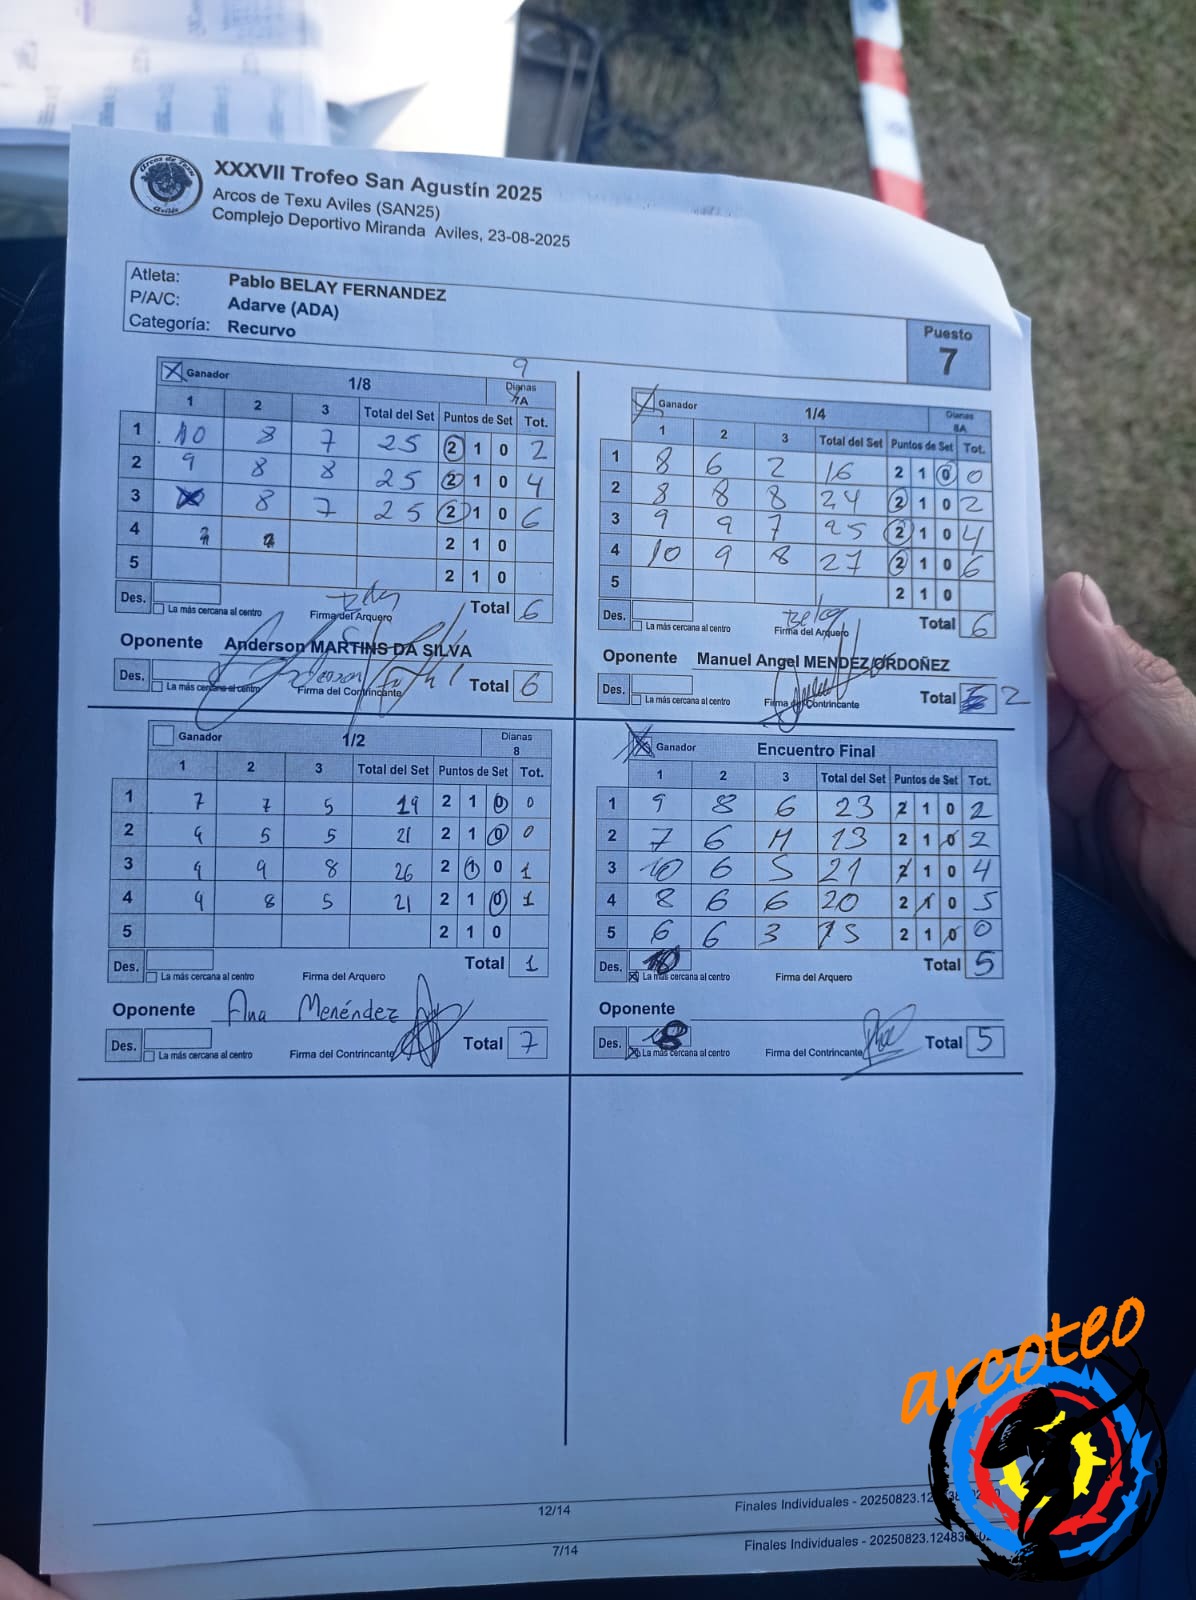 XXXVII Trofeo San Agustín 2025
Arcos de Texu Aviles (SAN25)
Complejo Deportivo Miranda Aviles, 23-08-2025
Atleta: Pablo BELAY FERNANDEZ
P/A/C: Adarve (ADA)
Categoría: Recurvo
Puesto
7
9
Ganador 1/8 Dianas
1 2 3 Total del Set Puntos de Set Tot.
1 10 8 7 25 2 1 0 2
2 9 8 8 25 2 1 0 4
3 8 7 25 2 1 0 6
4 2 1 0
5 2 1 0
Des. Total 6
La más cercana al centro Firma del Arquero
Oponente Anderson MARTINS DA SILVA
Des. Total 6
La más cercana al centro Firma del Contrincante
Ganador 1/4 Dianas
8A
1 2 3 Total del Set Puntos de Set Tot.
1 8 6 2 16 2 1 0 0
2 8 8 8 24 2 1 0 2
3 9 9 7 25 2 1 0 4
4 10 9 8 27 2 1 0 6
5 2 1 0
Des. Total 6
La más cercana al centro Firma del Arquero
Oponente Manuel Angel MENDEZ ORDOÑEZ
Des. Total 2
La más cercana al centro Firma del Contrincante
Ganador 1/2 Dianas
8
1 2 3 Total del Set Puntos de Set Tot.
1 7 7 5 19 2 1 0 0
2 9 5 5 21 2 1 0 0
3 9 9 8 26 2 1 0 1
4 9 8 5 21 2 1 0 1
5 2 1 0
Des. Total 1
La más cercana al centro Firma del Arquero
Oponente Ana Menéndez
Des. Total 7
La más cercana al centro Firma del Contrincante
Ganador Encuentro Final
1 2 3 Total del Set Puntos de Set Tot.
1 9 8 6 23 2 1 0 2
2 7 6 M 13 2 1 0 2
3 10 6 5 21 2 1 0 4
4 8 6 6 20 2 1 0 5
5 6 6 3 15 2 1 0 0
Des. Total 5
La más cercana al centro Firma del Arquero
Oponente
Des. Total 5
La más cercana al centro Firma del Contrincante
12/14 Finales Individuales - 20250823.12
7/14 Finales Individuales - 20250823.12483
arcoteo